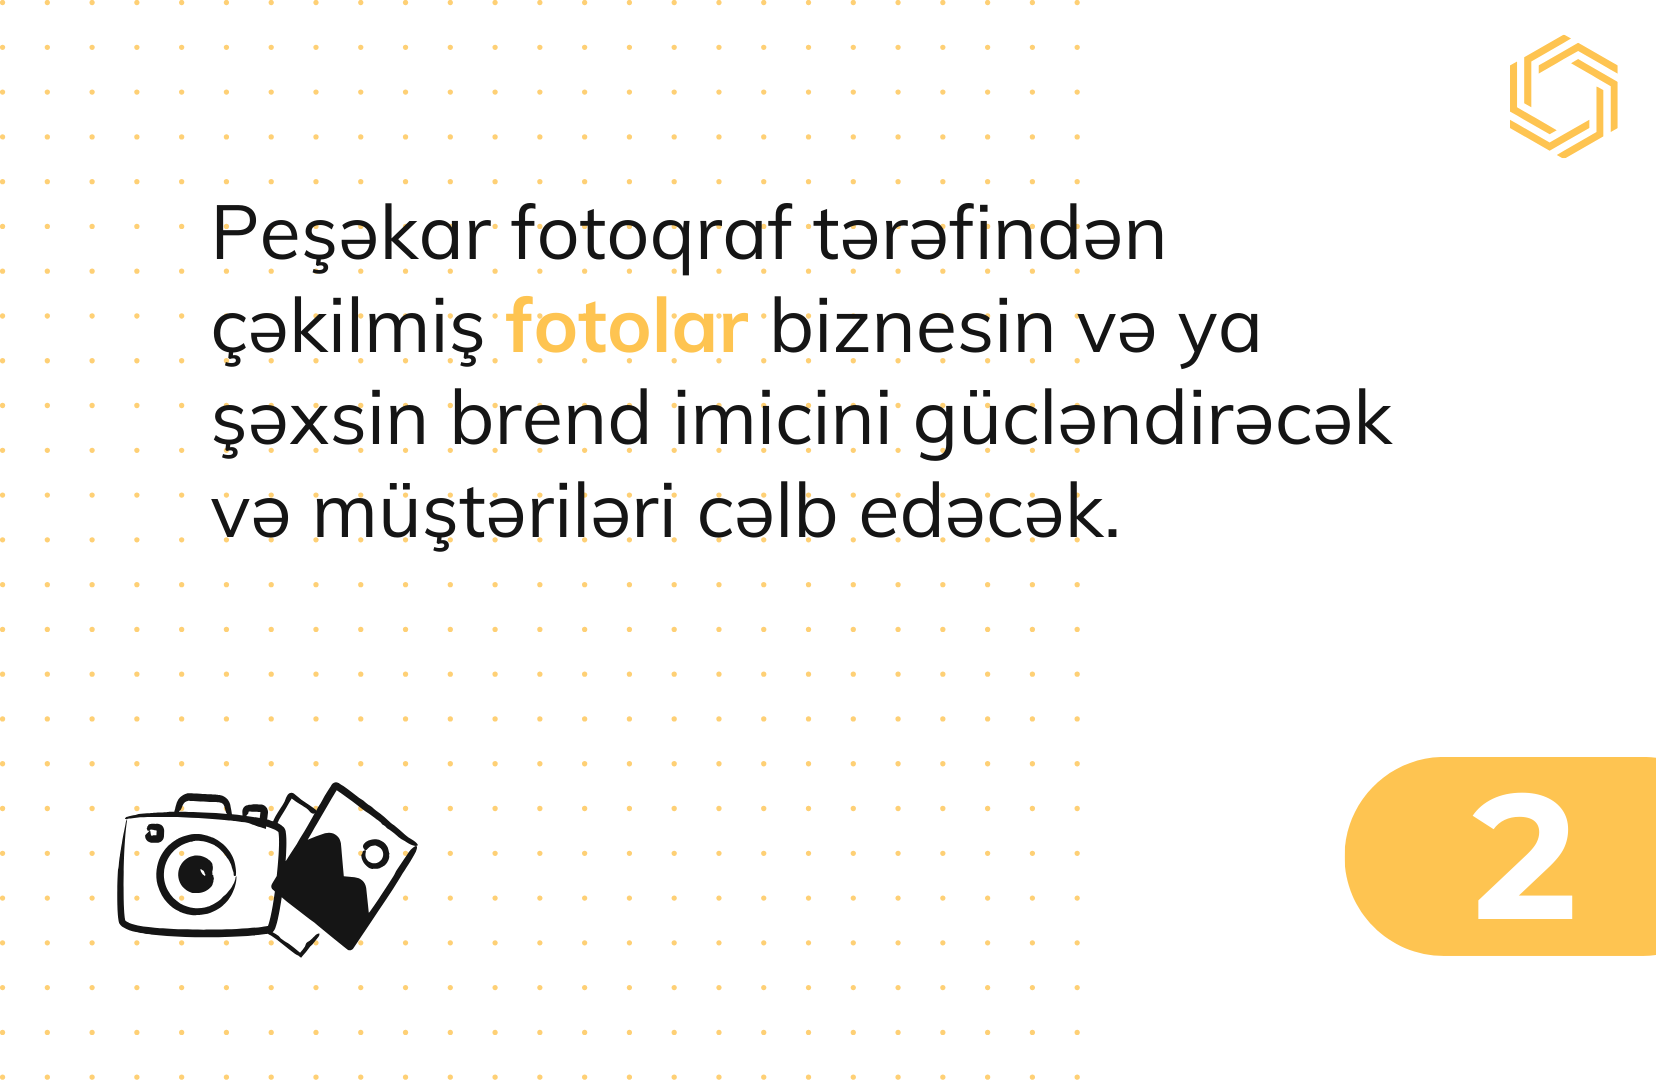 Peşəkar fotoqraf tərəfindən
çəkilmiş fotolar biznesin və ya
şəxsin brend imicini gücləndirəcək
və müştəriləri cəlb edəcək.
2